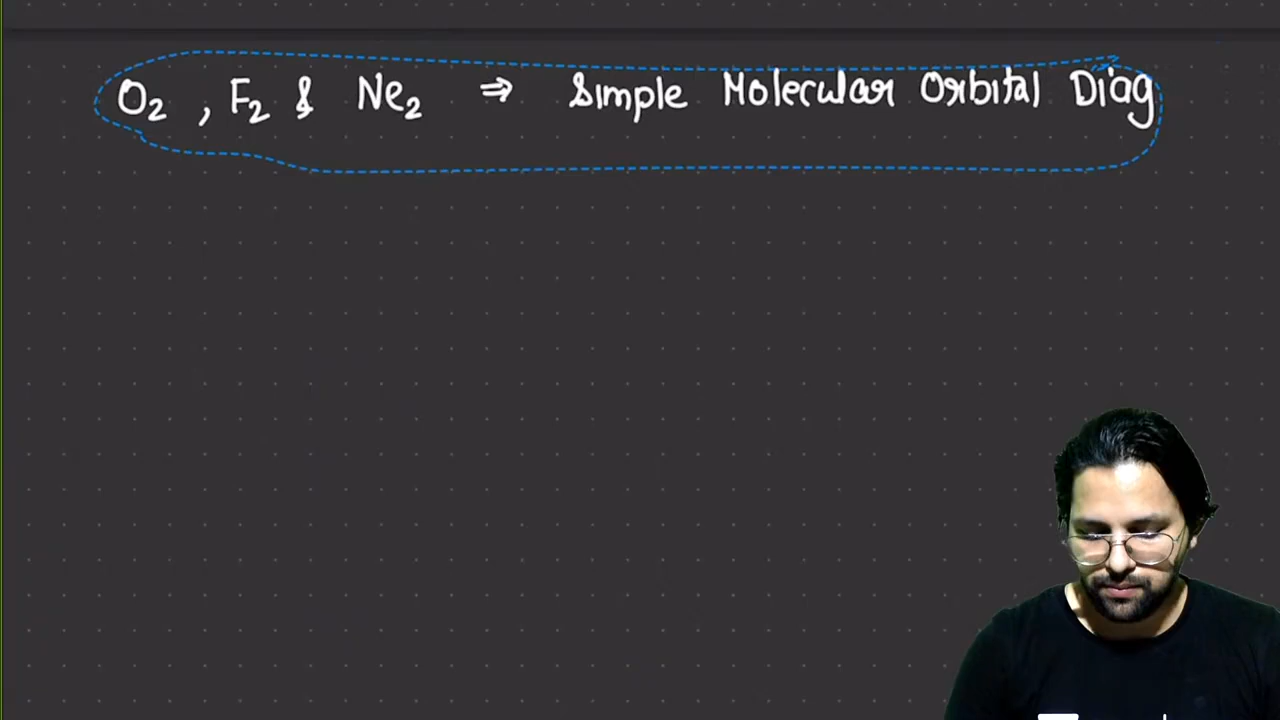 O₂ , F₂ & Ne₂ ⇒ Simple Molecular Orbital Diag